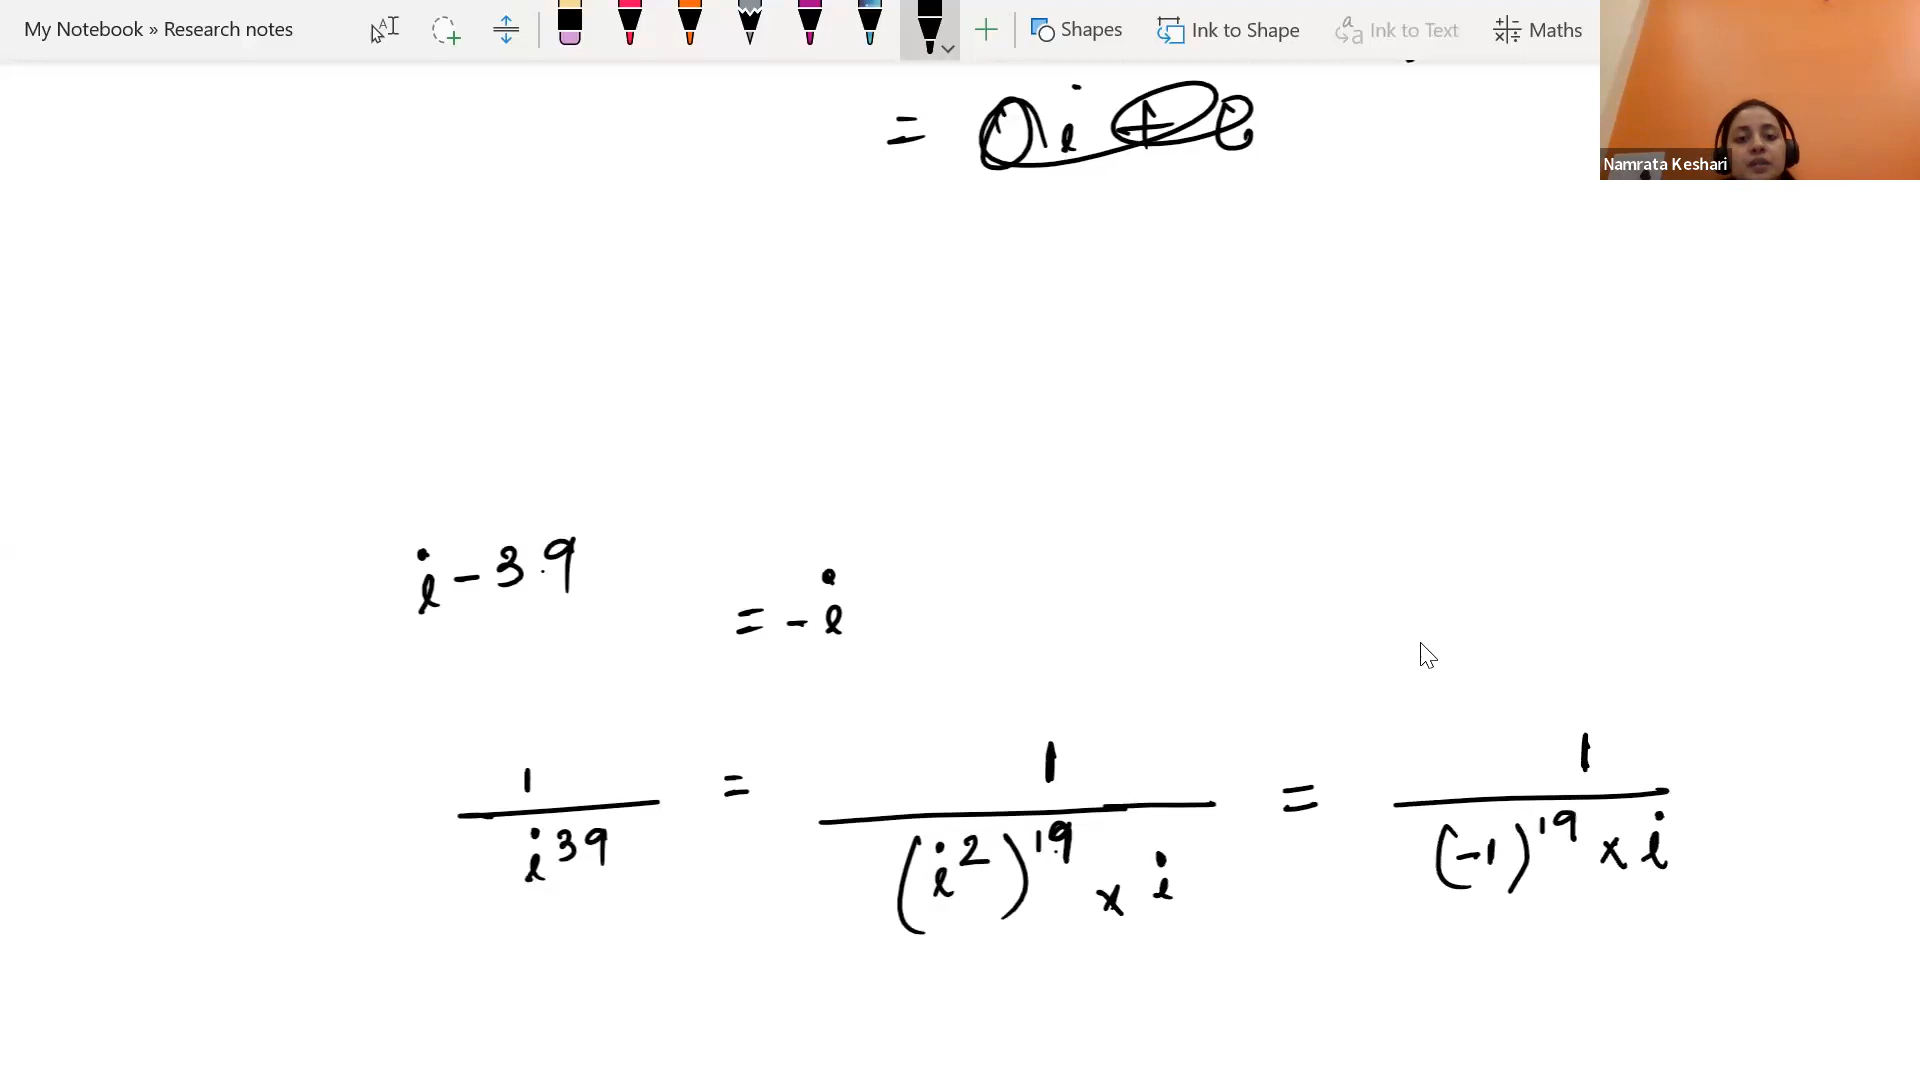 My Notebook » Research notes
Shapes
Ink to Shape
Ink to Text
Maths
Namrata Keshari
= 0i +
i -39
= - i
1 / i 39 = 1 / (i 2) 19 x i = 1 / (-1) 19 x i